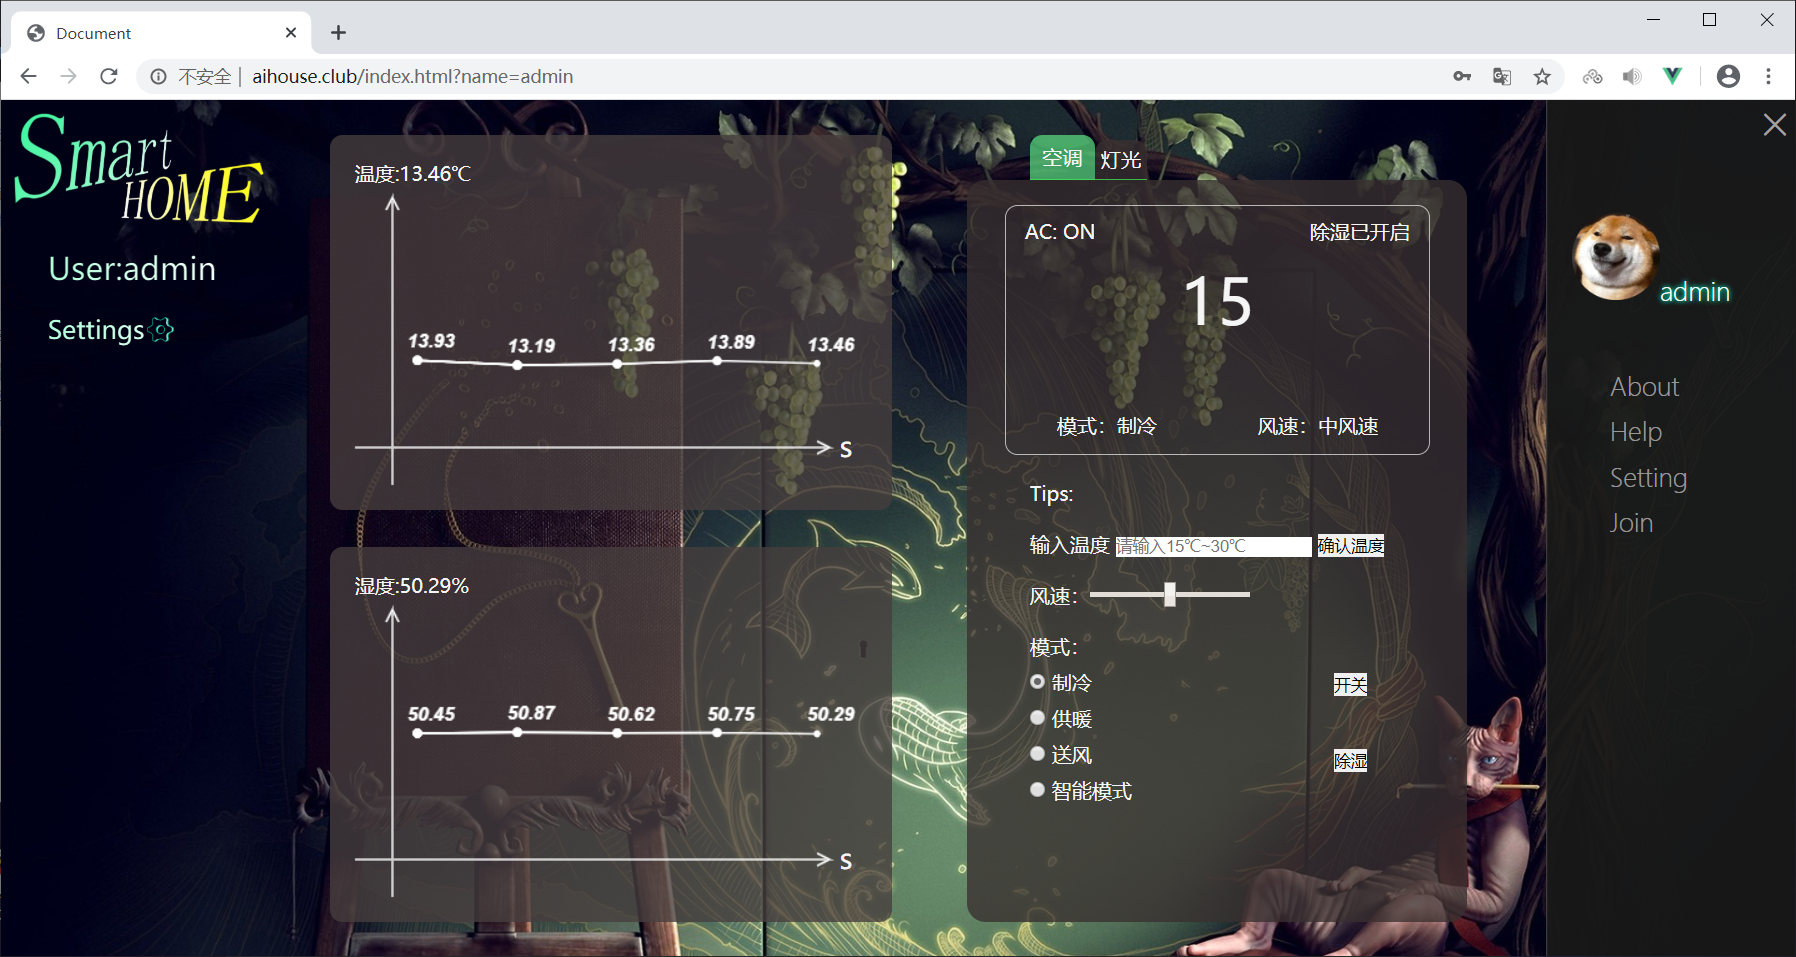 Document
不安全 | aihouse.club/index.html?name=admin
Smart
HOME
User:admin
Settings
温度:13.46℃
13.93 13.19 13.36 13.89 13.46
S
湿度:50.29%
50.45 50.87 50.62 50.75 50.29
S
空调 灯光
AC: ON 除湿已开启
15
模式：制冷 风速：中风速
Tips:
输入温度 请输入15℃~30℃ 确认温度
风速：
模式：
制冷
开关
供暖
送风
除湿
智能模式
admin
About
Help
Setting
Join